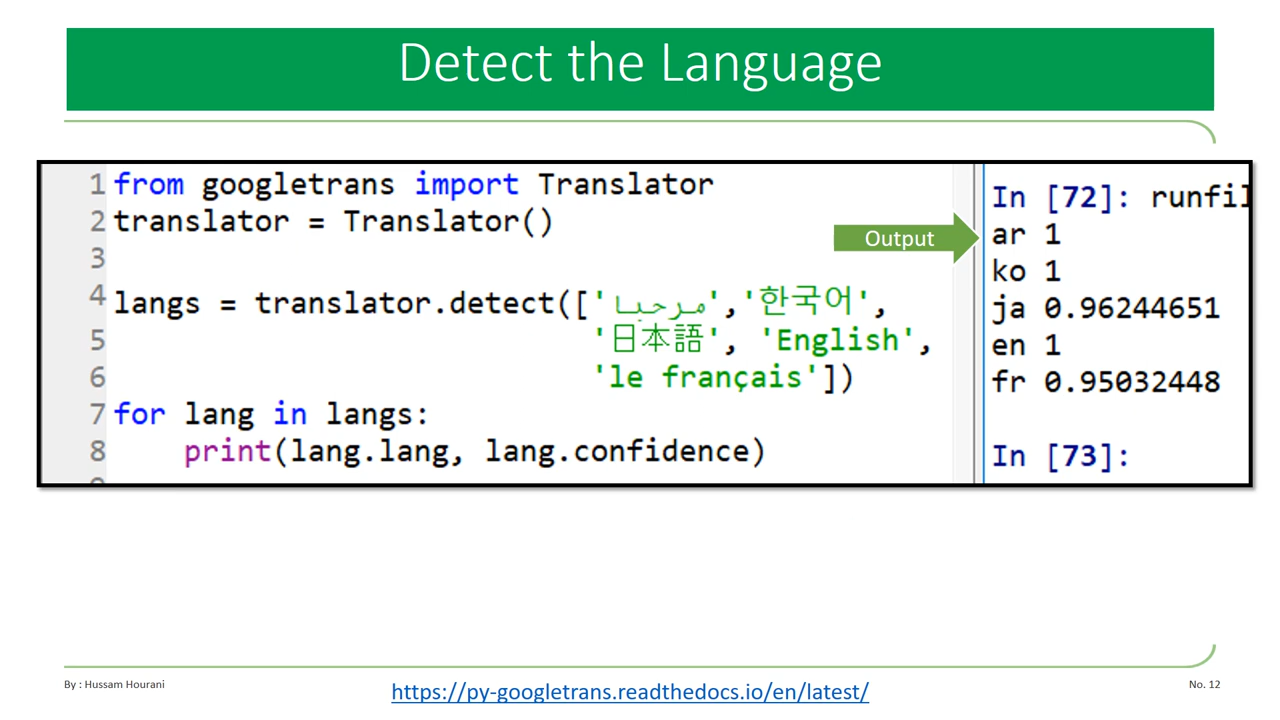 Detect the Language
1 from googletrans import Translator
2 translator = Translator()
3
4 langs = translator.detect(['مرحبا','한국어',
5 '日本語', 'English',
6 'le français'])
7 for lang in langs:
8 print(lang.lang, lang.confidence)
Output
In [72]: runfil
ar 1
ko 1
ja 0.96244651
en 1
fr 0.95032448
In [73]:
By : Hussam Hourani
https://py-googletrans.readthedocs.io/en/latest/
No. 12